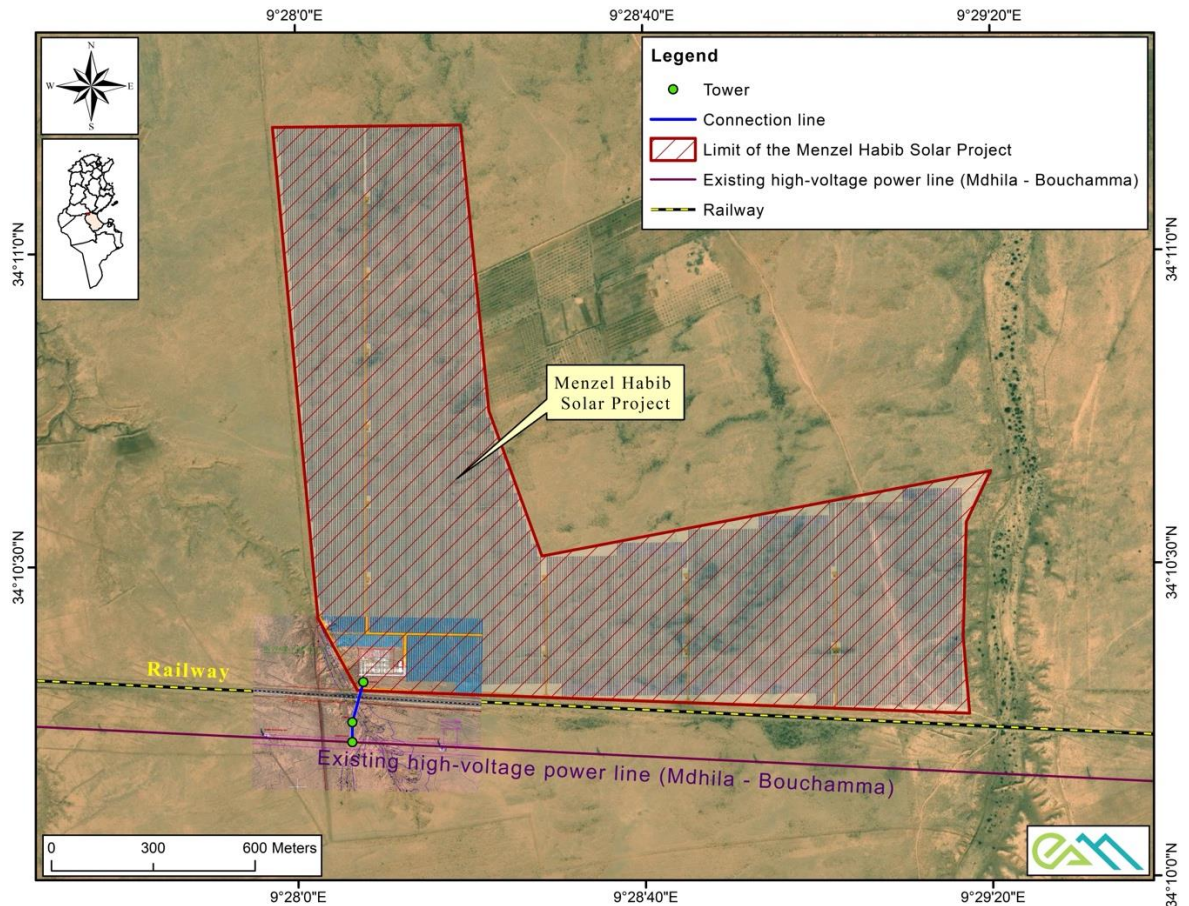 9°28'0"E
9°28'40"E
9°29'20"E
N
W
E
S
Legend
Tower
Connection line
Limit of the Menzel Habib Solar Project
Existing high-voltage power line (Mdhila - Bouchamma)
Railway
34°11'0"N
34°11'0"N
Menzel Habib
Solar Project
34°10'30"N
34°10'30"N
Railway
Existing high-voltage power line (Mdhila - Bouchamma)
0
300
600 Meters
34°10'0"N
9°28'0"E
9°28'40"E
9°29'20"E